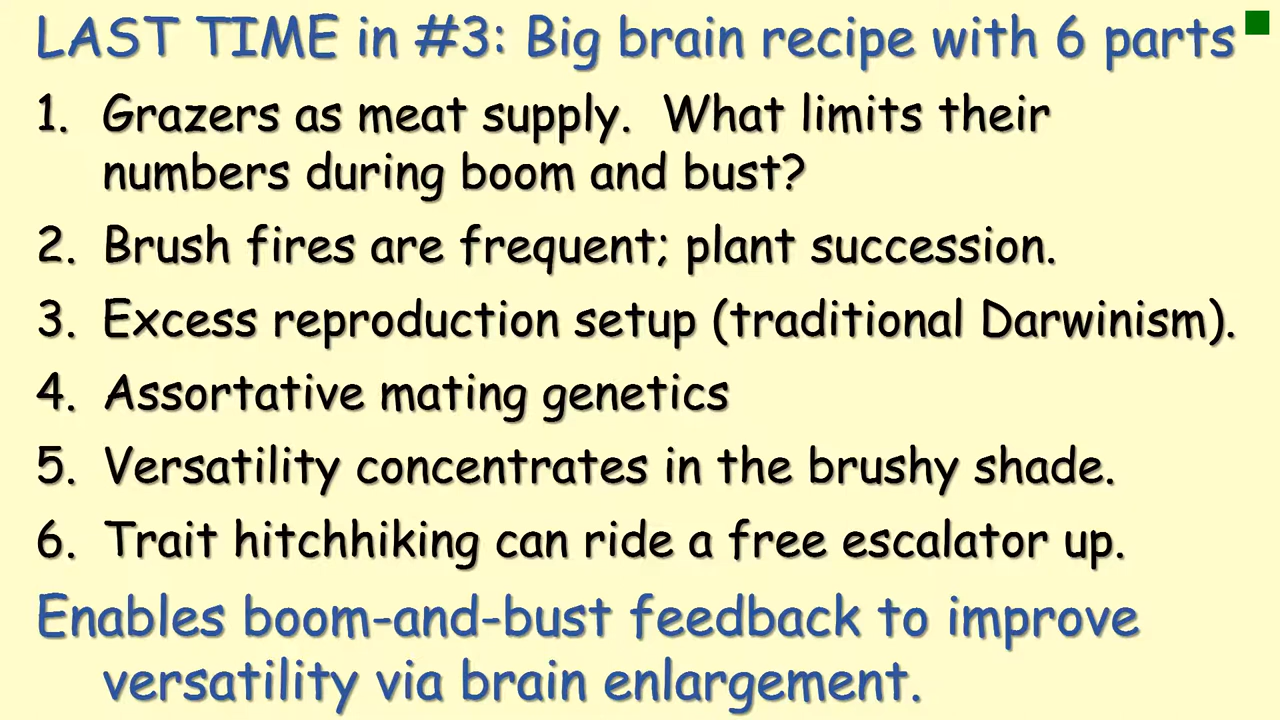 LAST TIME in #3: Big brain recipe with 6 parts
1. Grazers as meat supply. What limits their
numbers during boom and bust?
2. Brush fires are frequent; plant succession.
3. Excess reproduction setup (traditional Darwinism).
4. Assortative mating genetics
5. Versatility concentrates in the brushy shade.
6. Trait hitchhiking can ride a free escalator up.
Enables boom-and-bust feedback to improve
versatility via brain enlargement.